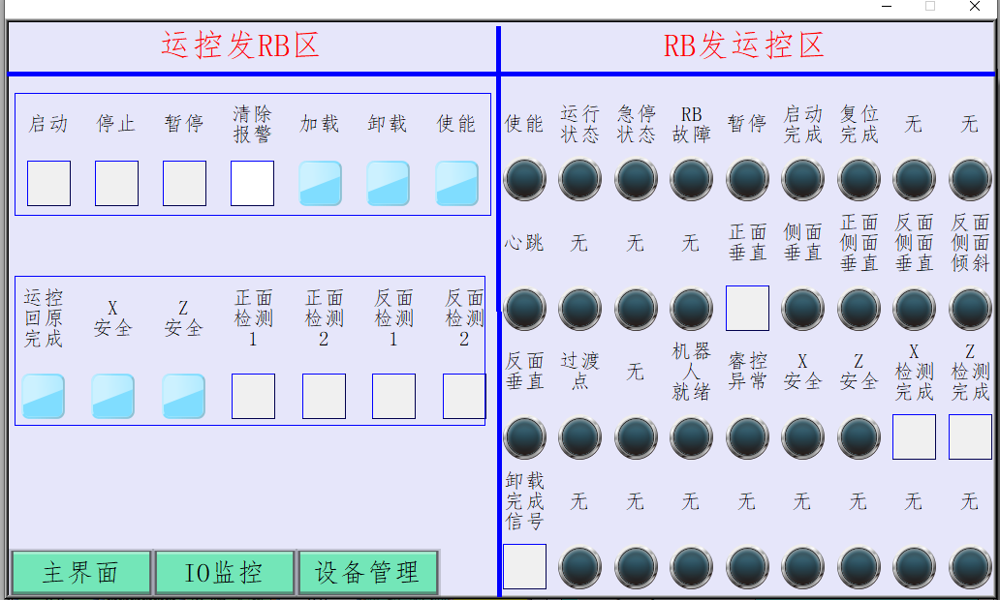 运控发RB区
RB发运控区
启动 停止 暂停 清除 加载 卸载 使能
报警
运控 X Z 正面 正面 反面 反面
回原 安全 安全 检测 检测 检测 检测
完成 1 2 1 2
主界面 IO监控 设备管理
使能 运行 急停 RB 暂停 启动 复位 无 无
状态 状态 故障 完成 完成
心跳 无 无 无 正面 侧面 正面 反面 反面
垂直 垂直 侧面 侧面 侧面
垂直 垂直 倾斜
反面 过渡 无 机器 睿控 X Z X Z
垂直 点 人 异常 安全 安全 检测 检测
就绪 完成 完成
卸载 无 无 无 无 无 无 无 无
完成
信号